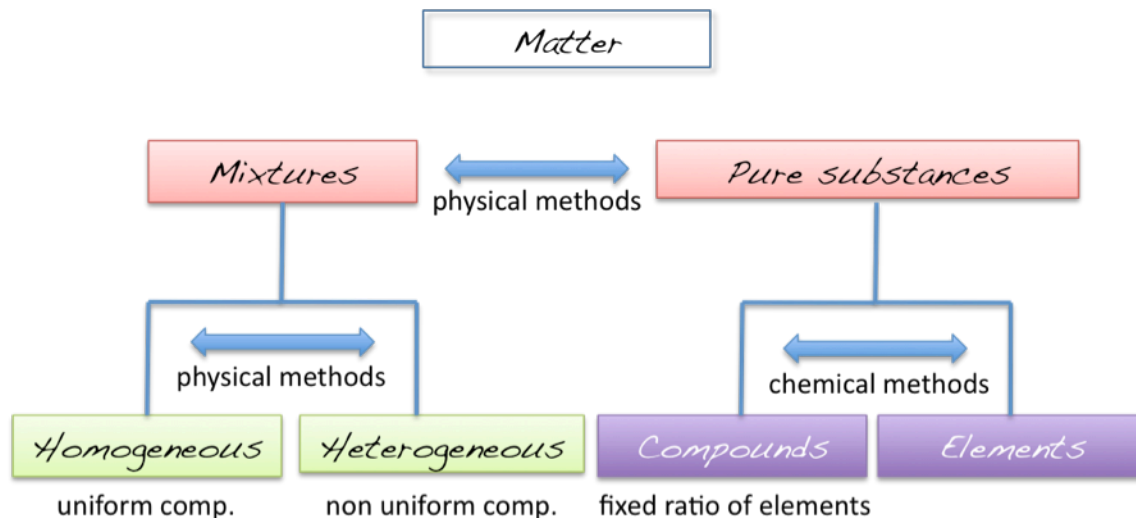 Matter
Mixtures
Pure substances
physical methods
physical methods
chemical methods
Homogeneous
Heterogeneous
Compounds
Elements
uniform comp.
non uniform comp.
fixed ratio of elements